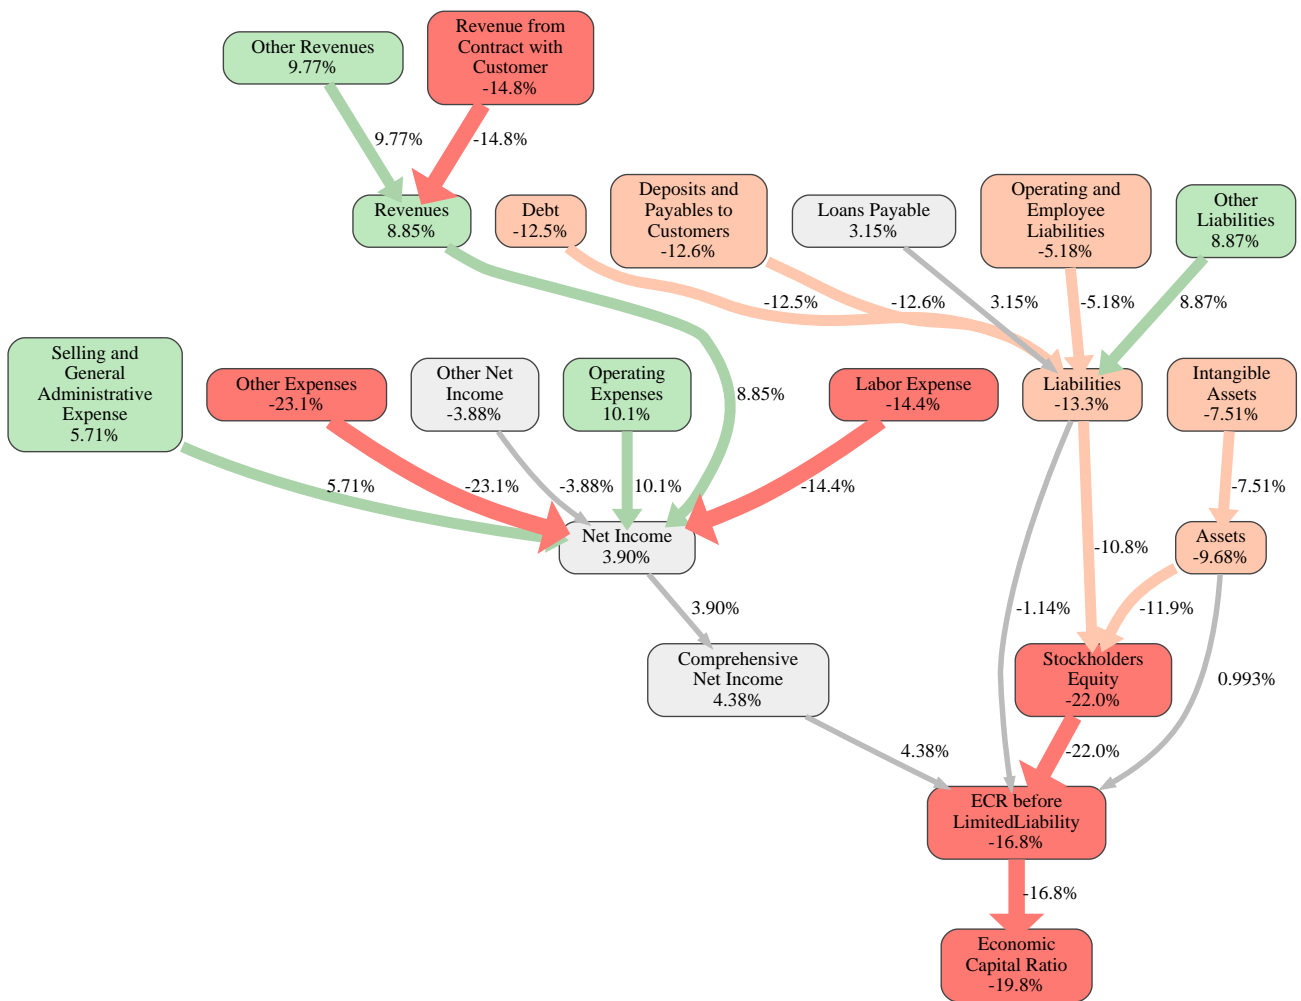 Other Revenues
9.77%
Revenue from
Contract with
Customer
-14.8%
9.77%
-14.8%
Revenues
8.85%
Debt
-12.5%
Deposits and
Payables to
Customers
-12.6%
Loans Payable
3.15%
Operating and
Employee
Liabilities
-5.18%
Other
Liabilities
8.87%
-12.5%
-12.6%
3.15%
-5.18%
8.87%
Selling and
General
Administrative
Expense
5.71%
Other Expenses
-23.1%
Other Net
Income
-3.88%
Operating
Expenses
10.1%
8.85%
Labor Expense
-14.4%
Liabilities
-13.3%
Intangible
Assets
-7.51%
5.71%
-23.1%
-3.88%
10.1%
-14.4%
-7.51%
Net Income
3.90%
-10.8%
Assets
-9.68%
3.90%
-1.14%
-11.9%
Comprehensive
Net Income
4.38%
Stockholders
Equity
-22.0%
0.993%
4.38%
-22.0%
ECR before
LimitedLiability
-16.8%
-16.8%
Economic
Capital Ratio
-19.8%